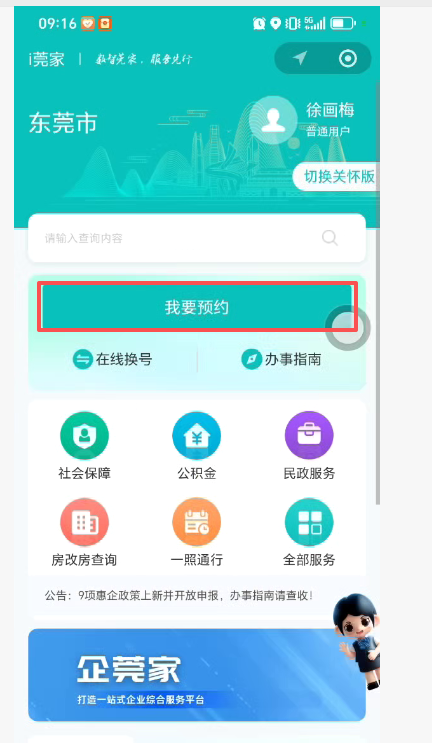 09:16
5G
i莞家 | 数智莞家，服务先行
东莞市
徐画梅
普通用户
切换关怀版
请输入查询内容
我要预约
在线换号
办事指南
社会保障
公积金
民政服务
房改房查询
一照通行
全部服务
公告：9项惠企政策上新并开放申报，办事指南请查收！
企莞家
打造一站式企业综合服务平台